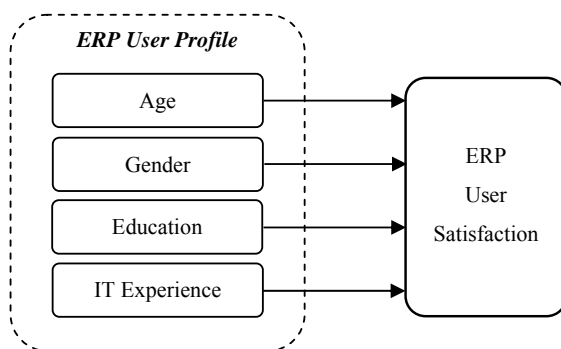 ERP User Profile
Age
Gender
Education
IT Experience
ERP
User
Satisfaction